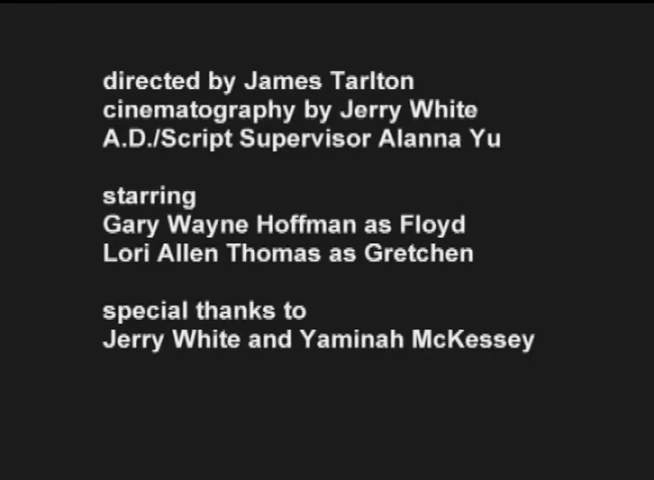 directed by James Tarlton
cinematography by Jerry White
A.D./Script Supervisor Alanna Yu
starring
Gary Wayne Hoffman as Floyd
Lori Allen Thomas as Gretchen
special thanks to
Jerry White and Yaminah McKessey